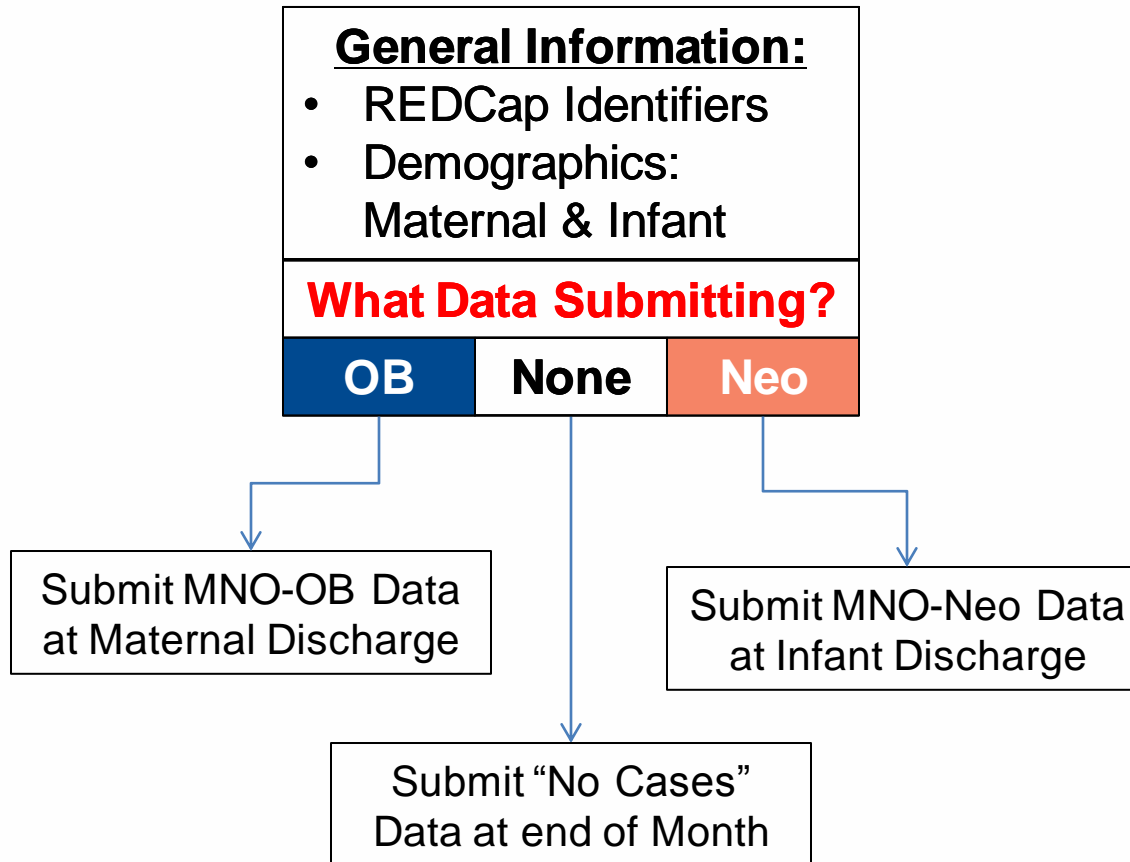 General Information:
• REDCap Identifiers
• Demographics:
Maternal & Infant
What Data Submitting?
OB None Neo
Submit MNO-OB Data
at Maternal Discharge
Submit MNO-Neo Data
at Infant Discharge
Submit “No Cases”
Data at end of Month